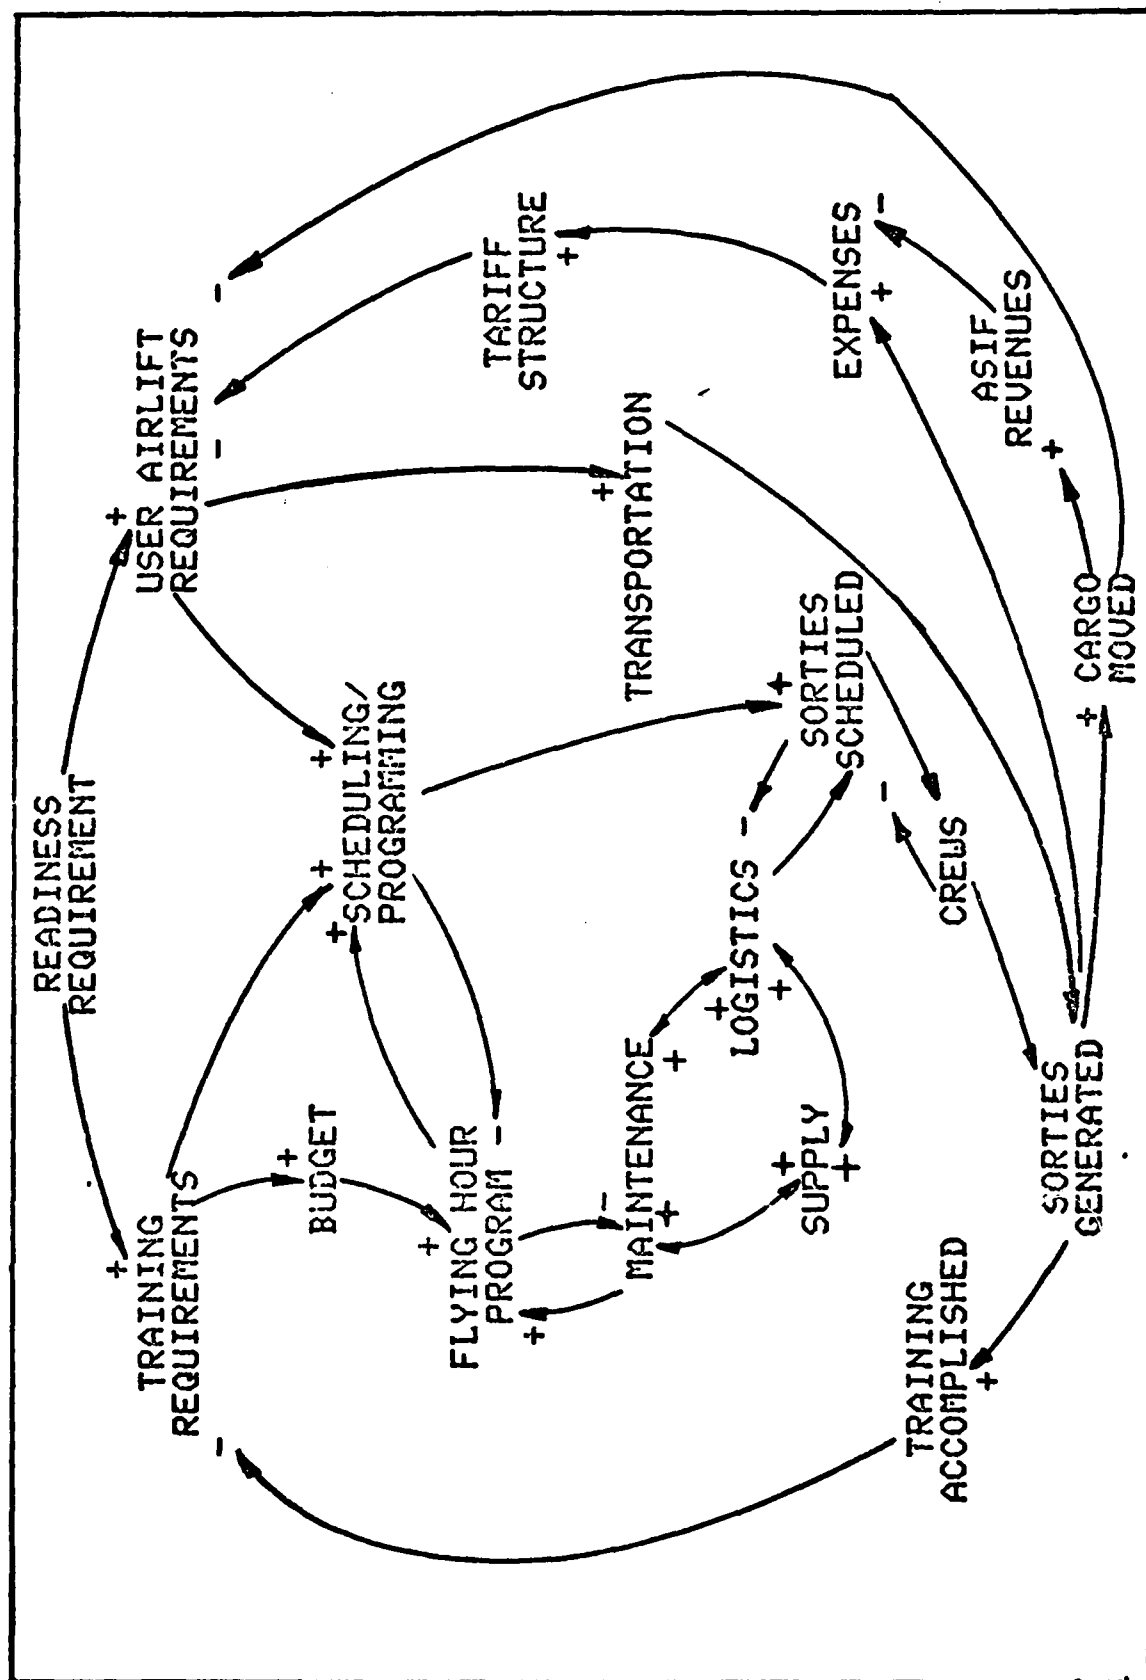 READINESS
REQUIREMENT
+
TRAINING
REQUIREMENTS
-
+
USER AIRLIFT
REQUIREMENTS
- -
+
BUDGET
+ + +
SCHEDULING/
PROGRAMMING
+
FLYING HOUR
PROGRAM -
+
TARIFF
STRUCTURE
+
-
MAINTENANCE
+ +
+
TRANSPORTATION
+
LOGISTICS -
+
+
SUPPLY
+
+
SORTIES
SCHEDULED
EXPENSES -
+
-
CREWS
TRAINING
ACCOMPLISHED
+
ASIF
REVENUES
+
SORTIES
GENERATED
+ CARGO
MOVED